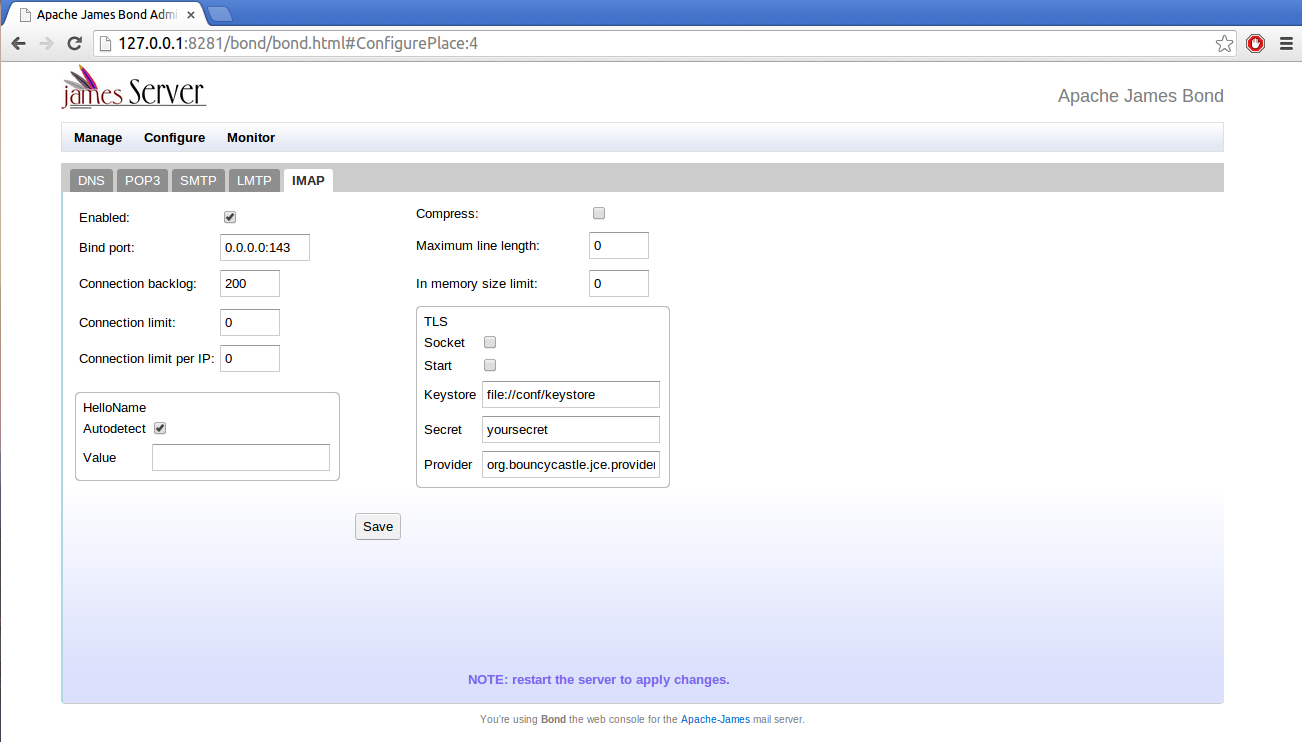 Apache James Bond Admi
127.0.0.1:8281/bond/bond.html#ConfigurePlace:4
james Server
Apache James Bond
Manage Configure Monitor
DNS POP3 SMTP LMTP IMAP
Enabled:
Bind port: 0.0.0.0:143
Connection backlog: 200
Connection limit: 0
Connection limit per IP: 0
HelloName
Autodetect
Value
Compress:
Maximum line length: 0
In memory size limit: 0
TLS
Socket
Start
Keystore file://conf/keystore
Secret yoursecret
Provider org.bouncycastle.jce.provider
Save
NOTE: restart the server to apply changes.
You're using Bond the web console for the Apache-James mail server.